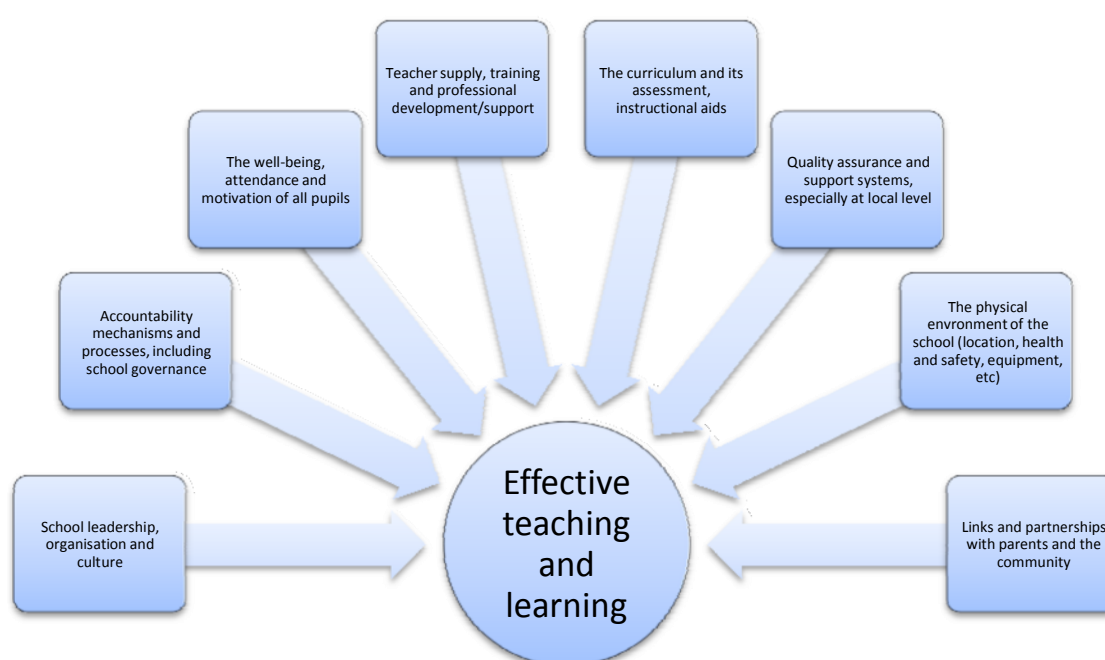 Teacher supply, training
and professional
development/support
The curriculum and its
assessment,
instructional aids
The well-being,
attendance and
motivation of all pupils
Quality assurance and
support systems,
especially at local level
Accountability
mechanisms and
processes, including
school governance
The physical
envronment of the
school (location, health
and safety, equipment,
etc)
School leadership,
organisation and
culture
Effective
teaching
and
learning
Links and partnerships
with parents and the
community